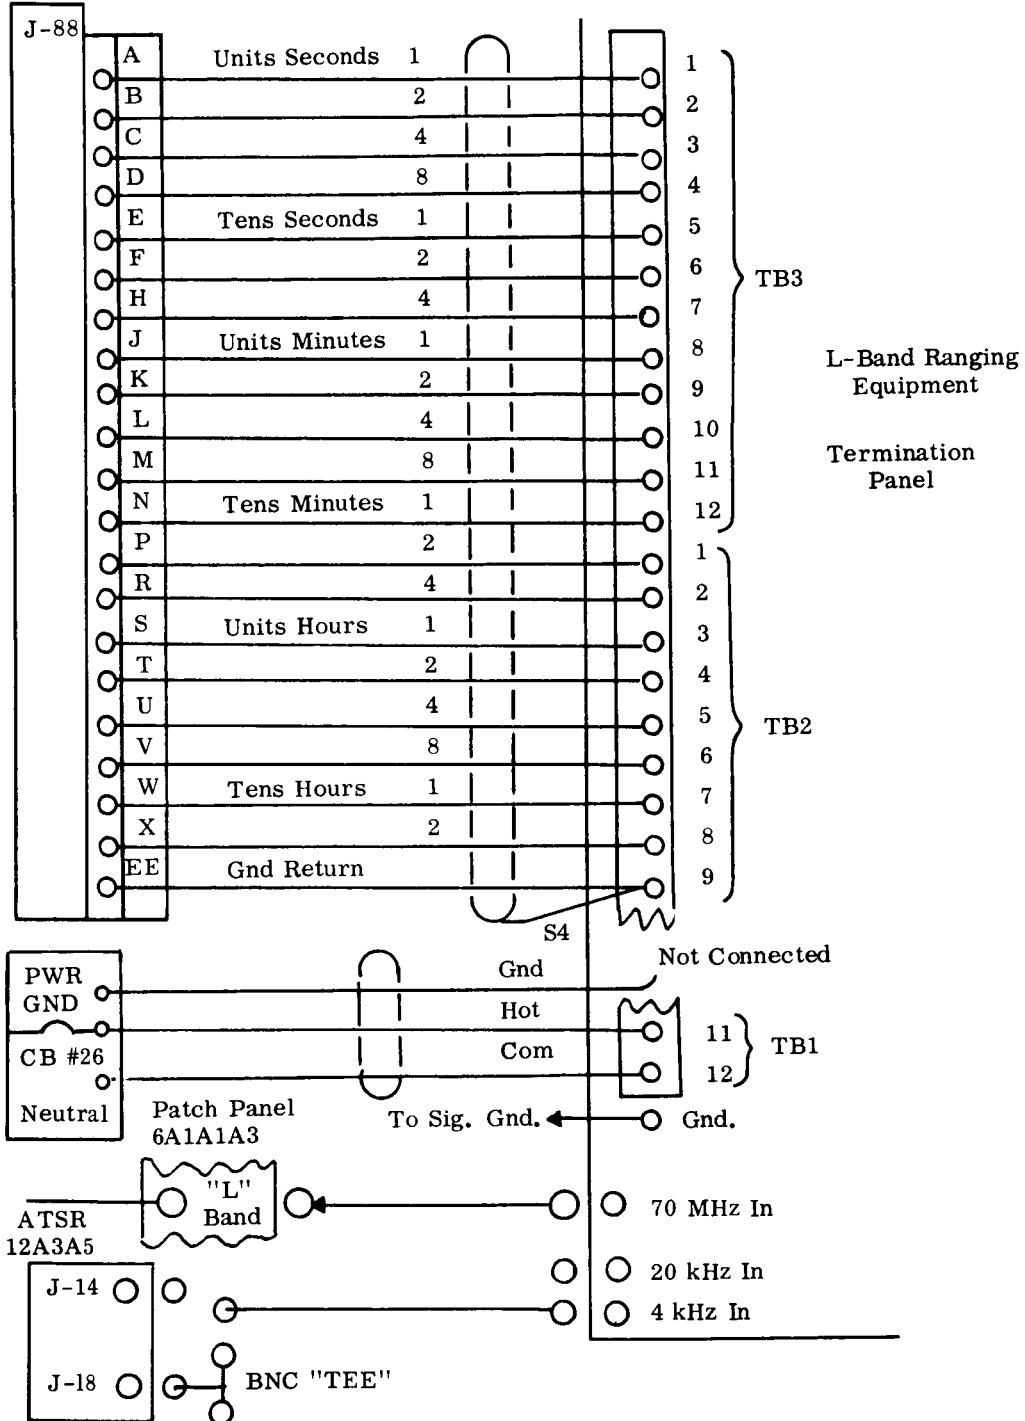 J-88
A Units Seconds 1 1
B 2 2
C 4 3
D 8 4
E Tens Seconds 1 5
F 2 6
TB3
H 4 7
J Units Minutes 1 8
L-Band Ranging
Equipment
K 2 9
L 4 10
Termination
Panel
M 8 11
N Tens Minutes 1 12
P 2 1
R 4 2
S Units Hours 1 3
T 2 4
U 4 5
TB2
V 8 6
W Tens Hours 1 7
X 2 8
EE Gnd Return 9
S4
PWR
GND
Gnd
Not Connected
Hot 11
TB1
CB #26
Com 12
Neutral
Patch Panel
6A1A1A3
To Sig. Gnd.
Gnd.
"L"
Band
70 MHz In
ATSR
12A3A5
J-14
20 kHz In
4 kHz In
J-18
BNC "TEE"